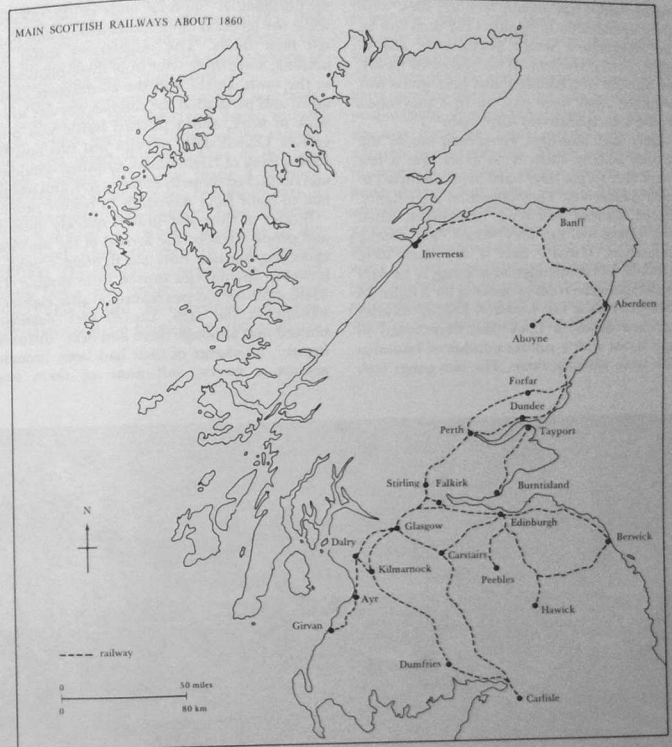 MAIN SCOTTISH RAILWAYS ABOUT 1860
Banff
Inverness
Aberdeen
Aboyne
Forfar
Dundee
Perth
Tayport
Stirling
Falkirk
Burntisland
N
Glasgow
Edinburgh
Dalry
Carstairs
Berwick
Kilmarnock
Peebles
Ayr
Hawick
Girvan
railway
Dumfries
0 50 miles
0 80 km
Carlisle